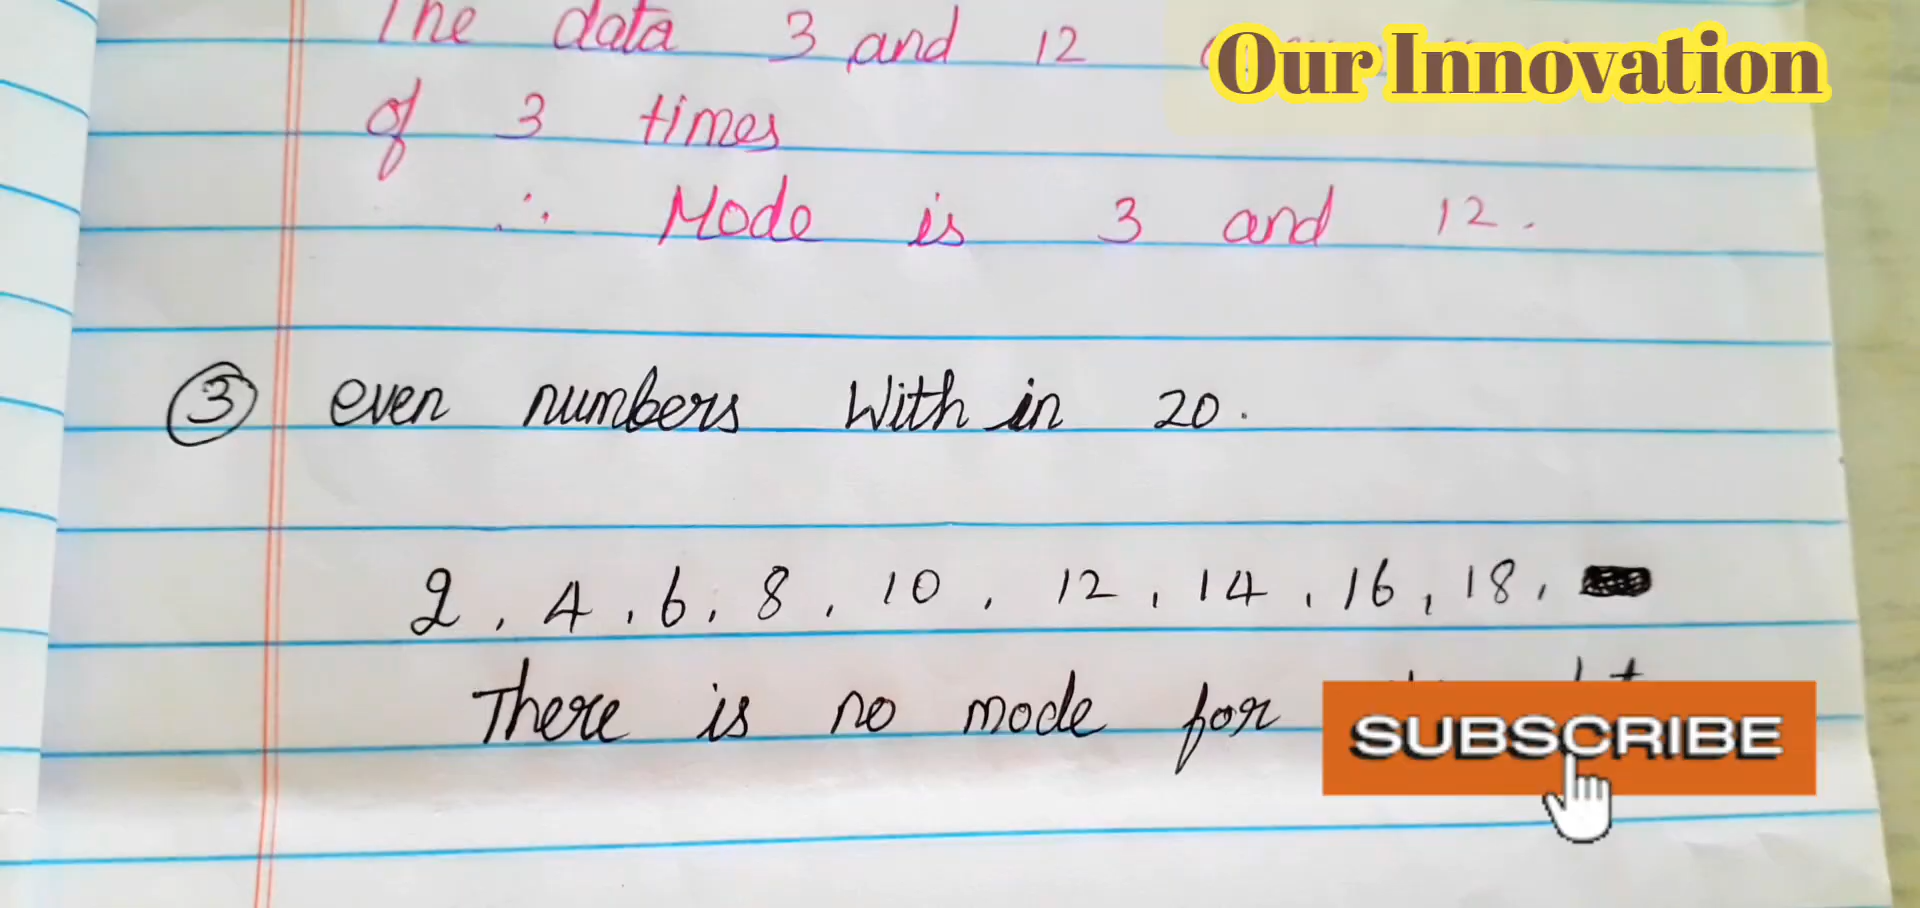 The data 3 and 12
Our Innovation
of 3 times
∴ Mode is 3 and 12.
③ even numbers With in 20.
2, 4, 6, 8, 10, 12, 14, 16, 18,
There is no mode for
SUBSCRIBE